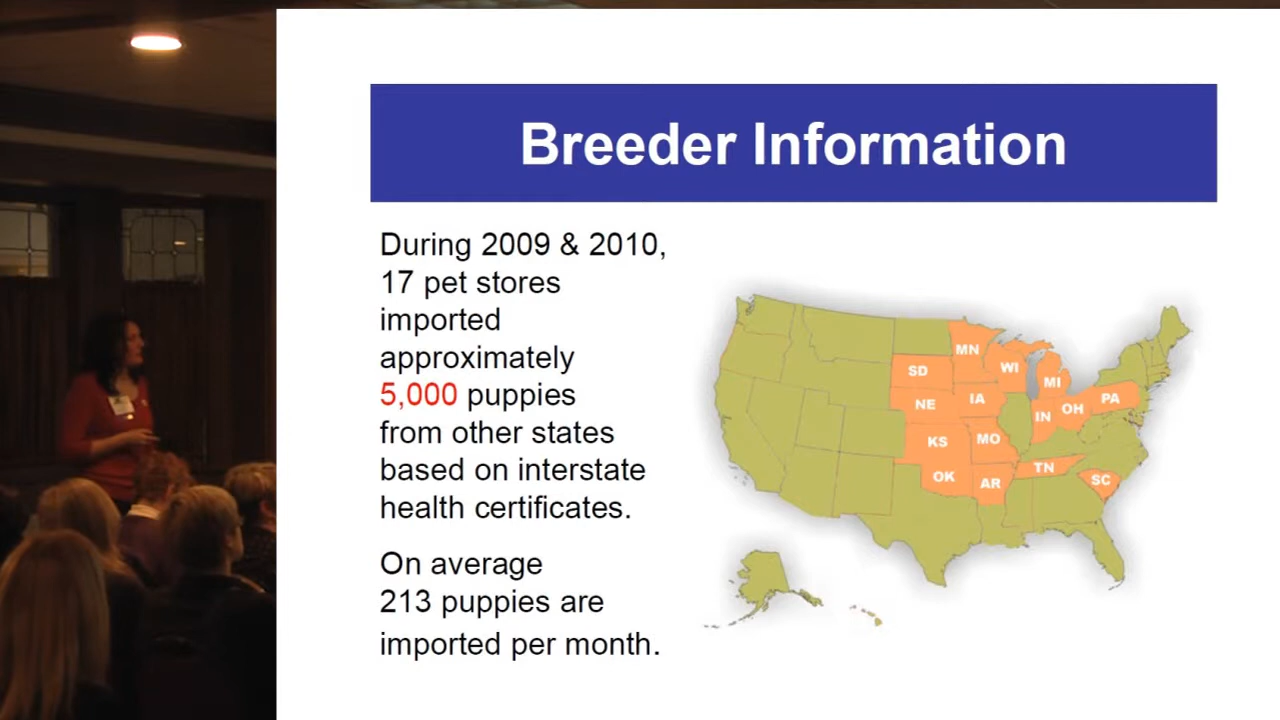 Breeder Information
During 2009 & 2010,
17 pet stores
imported
approximately
5,000 puppies
from other states
based on interstate
health certificates.
On average
213 puppies are
imported per month.
MN
SD
WI
MI
NE
IA
IN
OH
PA
KS
MO
OK
AR
TN
SC